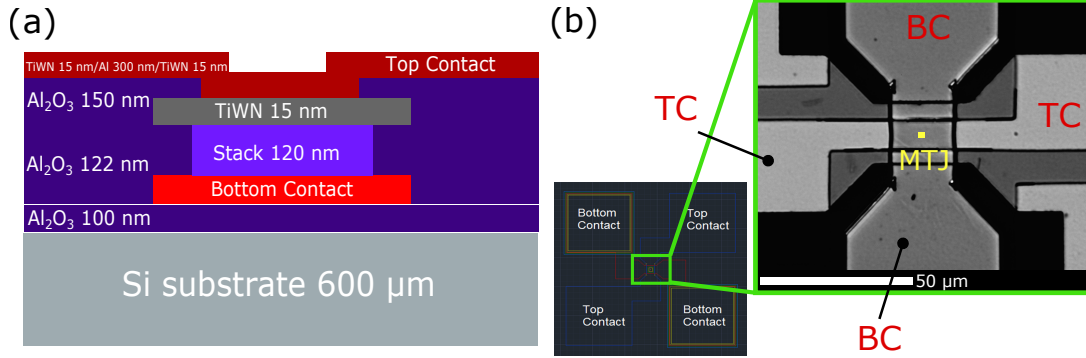 (a)
TiWN 15 nm/Al 300 nm/TiWN 15 nm
Top Contact
Al₂O₃ 150 nm
TiWN 15 nm
Al₂O₃ 122 nm
Stack 120 nm
Bottom Contact
Al₂O₃ 100 nm
Si substrate 600 μm
(b)
BC
TC
TC
MTJ
50 μm
BC
Bottom
Contact
Top
Contact
Top
Contact
Bottom
Contact